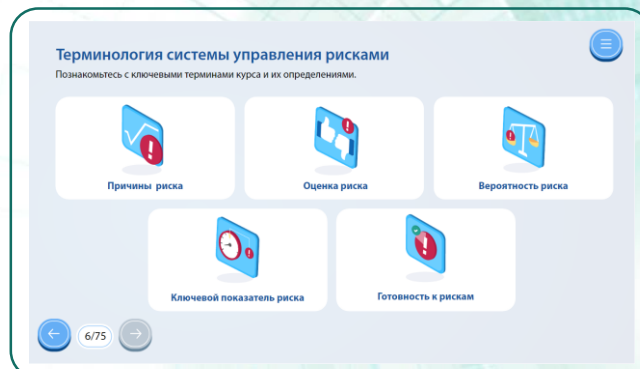 Терминология системы управления рисками
Познакомьтесь с ключевыми терминами курса и их определениями.
Причины риска
Оценка риска
Вероятность риска
Ключевой показатель риска
Готовность к рискам
6/75